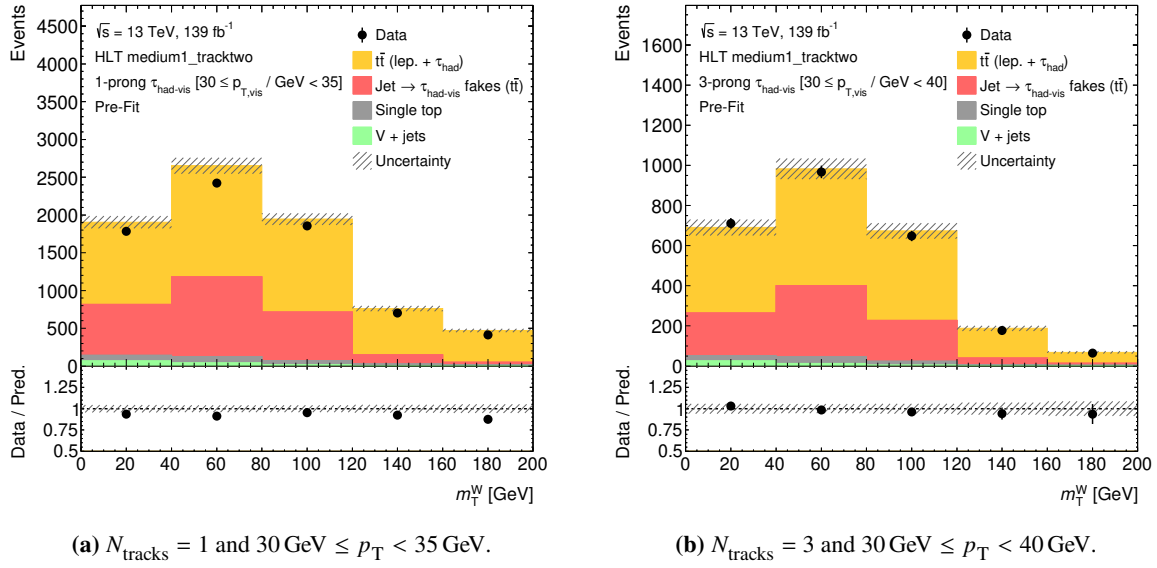 Events
4500
4000
3500
3000
2500
2000
1500
1000
500
0
√s = 13 TeV, 139 fb⁻¹
HLT medium1_tracktwo
1-prong τhad-vis [30 ≤ pT,vis / GeV < 35]
Pre-Fit
Data
tt̄ (lep. + τhad)
Jet → τhad-vis fakes (tt̄)
Single top
V + jets
Uncertainty
Data / Pred.
1.25
1
0.75
0.5
0 20 40 60 80 100 120 140 160 180 200
m_T^W [GeV]
(a) Ntracks = 1 and 30 GeV ≤ pT < 35 GeV.
Events
1600
1400
1200
1000
800
600
400
200
0
√s = 13 TeV, 139 fb⁻¹
HLT medium1_tracktwo
3-prong τhad-vis [30 ≤ pT,vis / GeV < 40]
Pre-Fit
Data
tt̄ (lep. + τhad)
Jet → τhad-vis fakes (tt̄)
Single top
V + jets
Uncertainty
Data / Pred.
1.25
1
0.75
0.5
0 20 40 60 80 100 120 140 160 180 200
m_T^W [GeV]
(b) Ntracks = 3 and 30 GeV ≤ pT < 40 GeV.